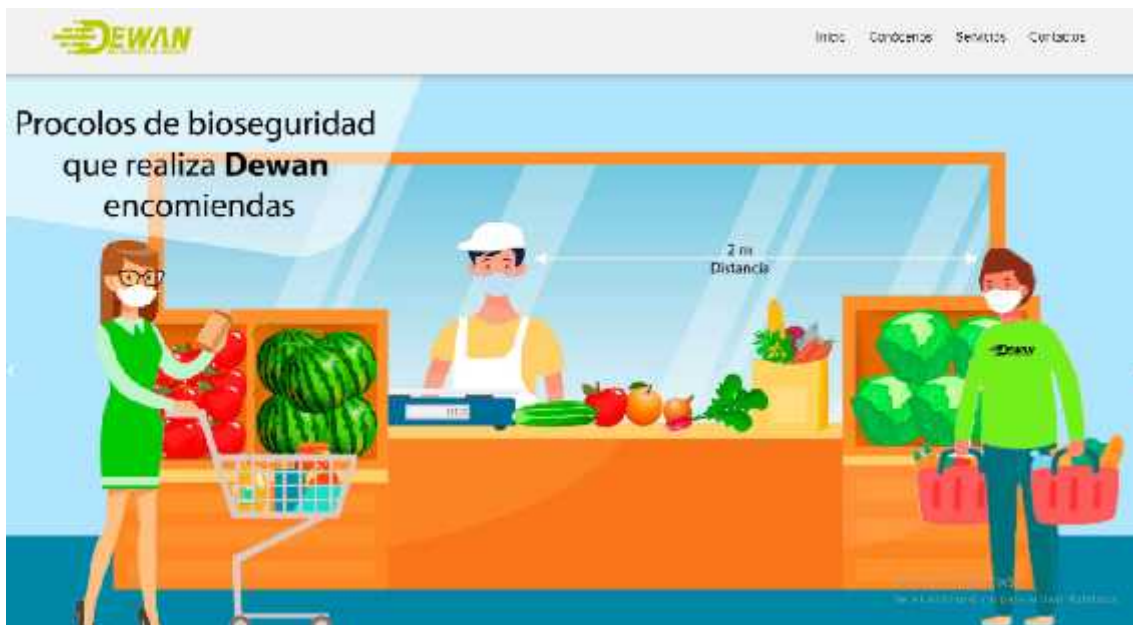 DEWAN
Inicio Conócenos Servicios Contactos
Procolos de bioseguridad
que realiza Dewan
encomiendas
2 m
Distancia
DEWAN